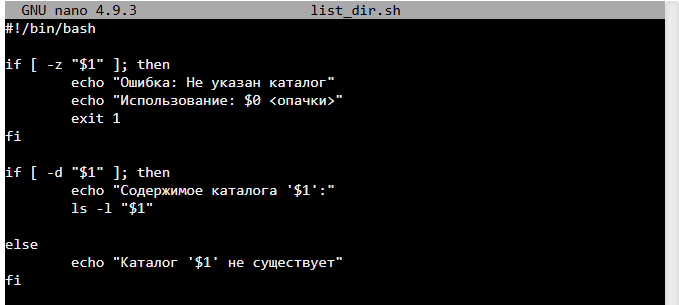 GNU nano 4.9.3 list_dir.sh
#!/bin/bash
if [ -z "$1" ]; then
echo "Ошибка: Не указан каталог"
echo "Использование: $0 <опачки>"
exit 1
fi
if [ -d "$1" ]; then
echo "Содержимое каталога '$1':"
ls -l "$1"
else
echo "Каталог '$1' не существует"
fi